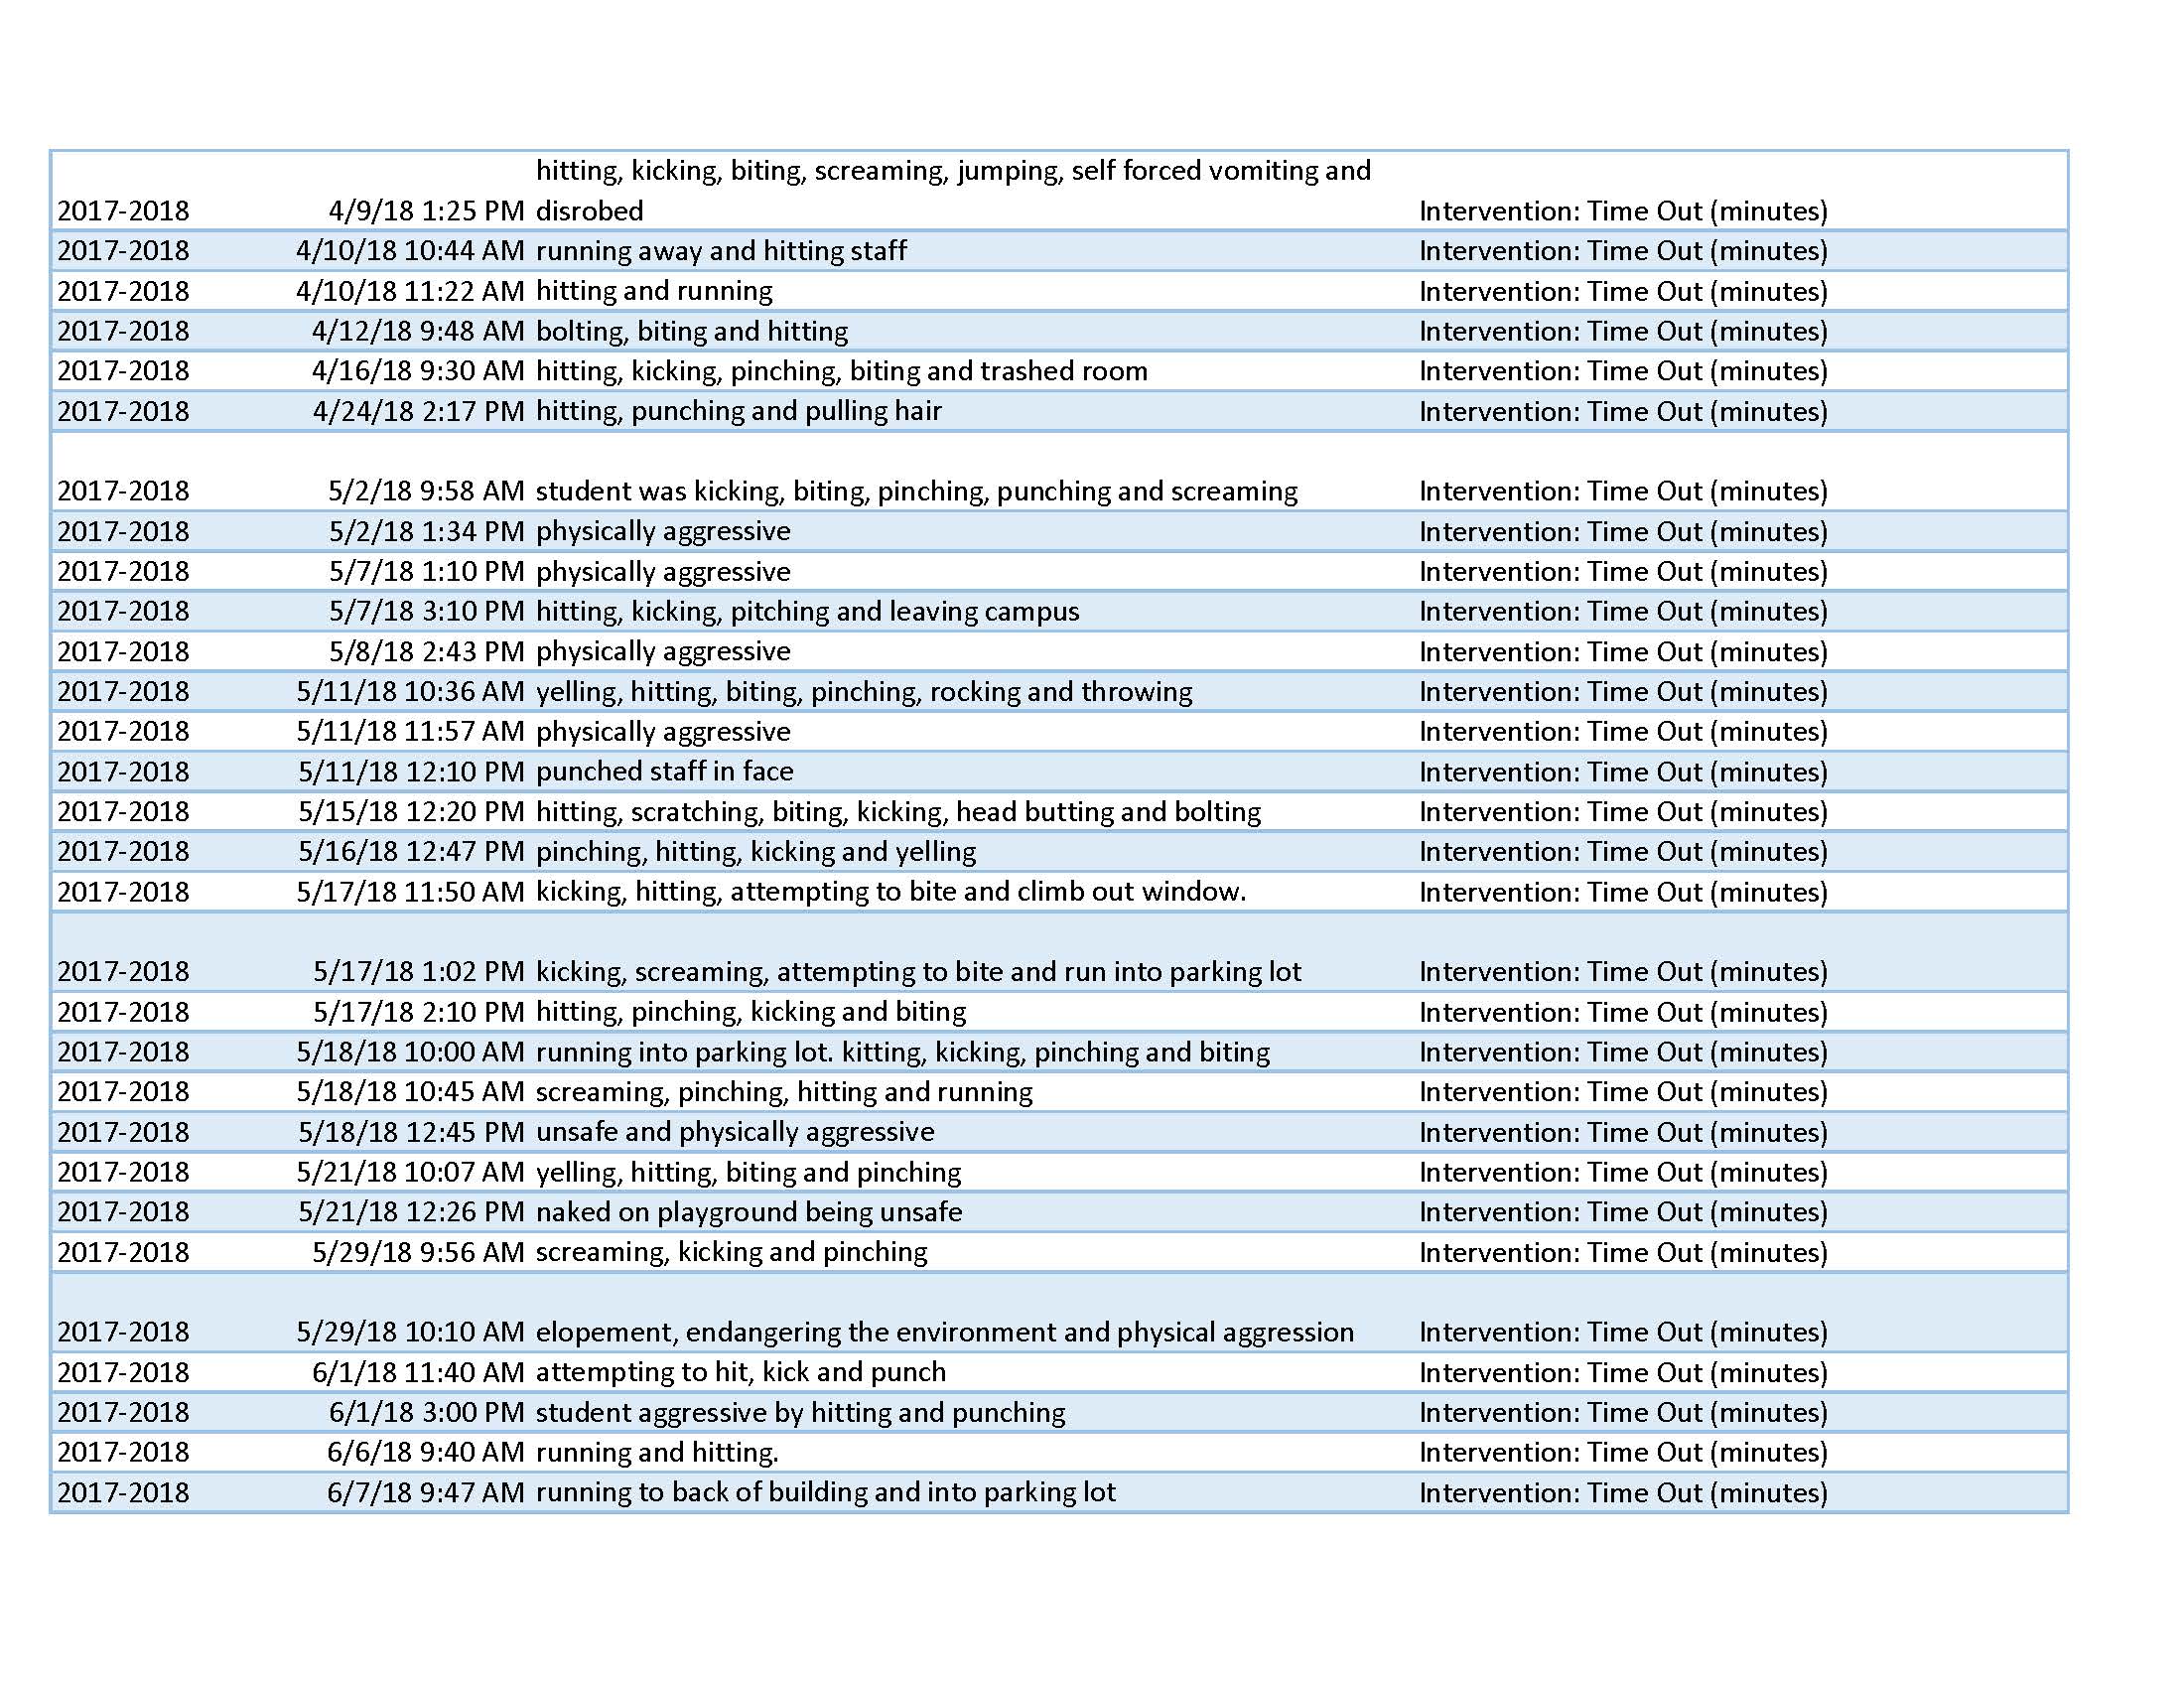 hitting, kicking, biting, screaming, jumping, self forced vomiting and
2017-2018 4/9/18 1:25 PM disrobed Intervention: Time Out (minutes)
2017-2018 4/10/18 10:44 AM running away and hitting staff Intervention: Time Out (minutes)
2017-2018 4/10/18 11:22 AM hitting and running Intervention: Time Out (minutes)
2017-2018 4/12/18 9:48 AM bolting, biting and hitting Intervention: Time Out (minutes)
2017-2018 4/16/18 9:30 AM hitting, kicking, pinching, biting and trashed room Intervention: Time Out (minutes)
2017-2018 4/24/18 2:17 PM hitting, punching and pulling hair Intervention: Time Out (minutes)
2017-2018 5/2/18 9:58 AM student was kicking, biting, pinching, punching and screaming Intervention: Time Out (minutes)
2017-2018 5/2/18 1:34 PM physically aggressive Intervention: Time Out (minutes)
2017-2018 5/7/18 1:10 PM physically aggressive Intervention: Time Out (minutes)
2017-2018 5/7/18 3:10 PM hitting, kicking, pitching and leaving campus Intervention: Time Out (minutes)
2017-2018 5/8/18 2:43 PM physically aggressive Intervention: Time Out (minutes)
2017-2018 5/11/18 10:36 AM yelling, hitting, biting, pinching, rocking and throwing Intervention: Time Out (minutes)
2017-2018 5/11/18 11:57 AM physically aggressive Intervention: Time Out (minutes)
2017-2018 5/11/18 12:10 PM punched staff in face Intervention: Time Out (minutes)
2017-2018 5/15/18 12:20 PM hitting, scratching, biting, kicking, head butting and bolting Intervention: Time Out (minutes)
2017-2018 5/16/18 12:47 PM pinching, hitting, kicking and yelling Intervention: Time Out (minutes)
2017-2018 5/17/18 11:50 AM kicking, hitting, attempting to bite and climb out window. Intervention: Time Out (minutes)
2017-2018 5/17/18 1:02 PM kicking, screaming, attempting to bite and run into parking lot Intervention: Time Out (minutes)
2017-2018 5/17/18 2:10 PM hitting, pinching, kicking and biting Intervention: Time Out (minutes)
2017-2018 5/18/18 10:00 AM running into parking lot. kitting, kicking, pinching and biting Intervention: Time Out (minutes)
2017-2018 5/18/18 10:45 AM screaming, pinching, hitting and running Intervention: Time Out (minutes)
2017-2018 5/18/18 12:45 PM unsafe and physically aggressive Intervention: Time Out (minutes)
2017-2018 5/21/18 10:07 AM yelling, hitting, biting and pinching Intervention: Time Out (minutes)
2017-2018 5/21/18 12:26 PM naked on playground being unsafe Intervention: Time Out (minutes)
2017-2018 5/29/18 9:56 AM screaming, kicking and pinching Intervention: Time Out (minutes)
2017-2018 5/29/18 10:10 AM elopement, endangering the environment and physical aggression Intervention: Time Out (minutes)
2017-2018 6/1/18 11:40 AM attempting to hit, kick and punch Intervention: Time Out (minutes)
2017-2018 6/1/18 3:00 PM student aggressive by hitting and punching Intervention: Time Out (minutes)
2017-2018 6/6/18 9:40 AM running and hitting. Intervention: Time Out (minutes)
2017-2018 6/7/18 9:47 AM running to back of building and into parking lot Intervention: Time Out (minutes)